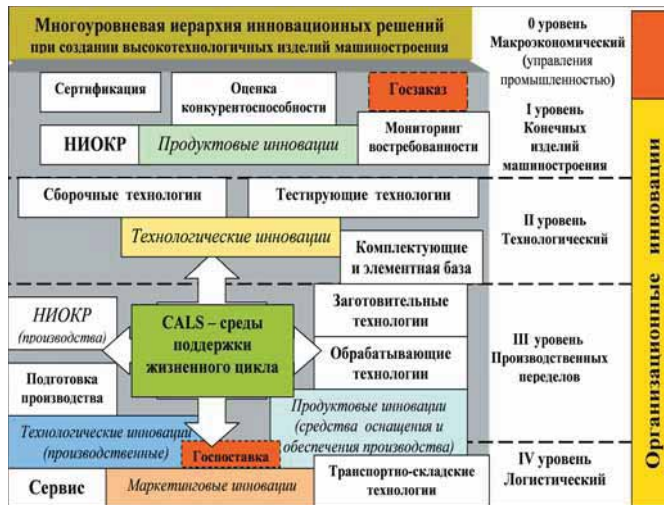 Многоуровневая иерархия инновационных решений
при создании высокотехнологичных изделий машиностроения
0 уровень
Макроэкономический
(управления
промышленностью)
Сертификация
Оценка
конкурентоспособности
Госзаказ
I уровень
Конечных
изделий
машиностроения
НИОКР
Продуктовые инновации
Мониторинг
востребованности
Сборочные технологии
Тестирующие технологии
II уровень
Технологический
Технологические инновации
Комплектующие
и элементная база
НИОКР
(производства)
CALS – среды
поддержки
жизненного цикла
Заготовительные
технологии
Обрабатывающие
технологии
III уровень
Производственных
переделов
Подготовка
производства
Продуктовые инновации
(средства оснащения и
обеспечения производства)
Технологические инновации
(производственные)
Госпоставка
IV уровень
Логистический
Сервис
Маркетинговые инновации
Транспортно-складские
технологии
Организационные инновации